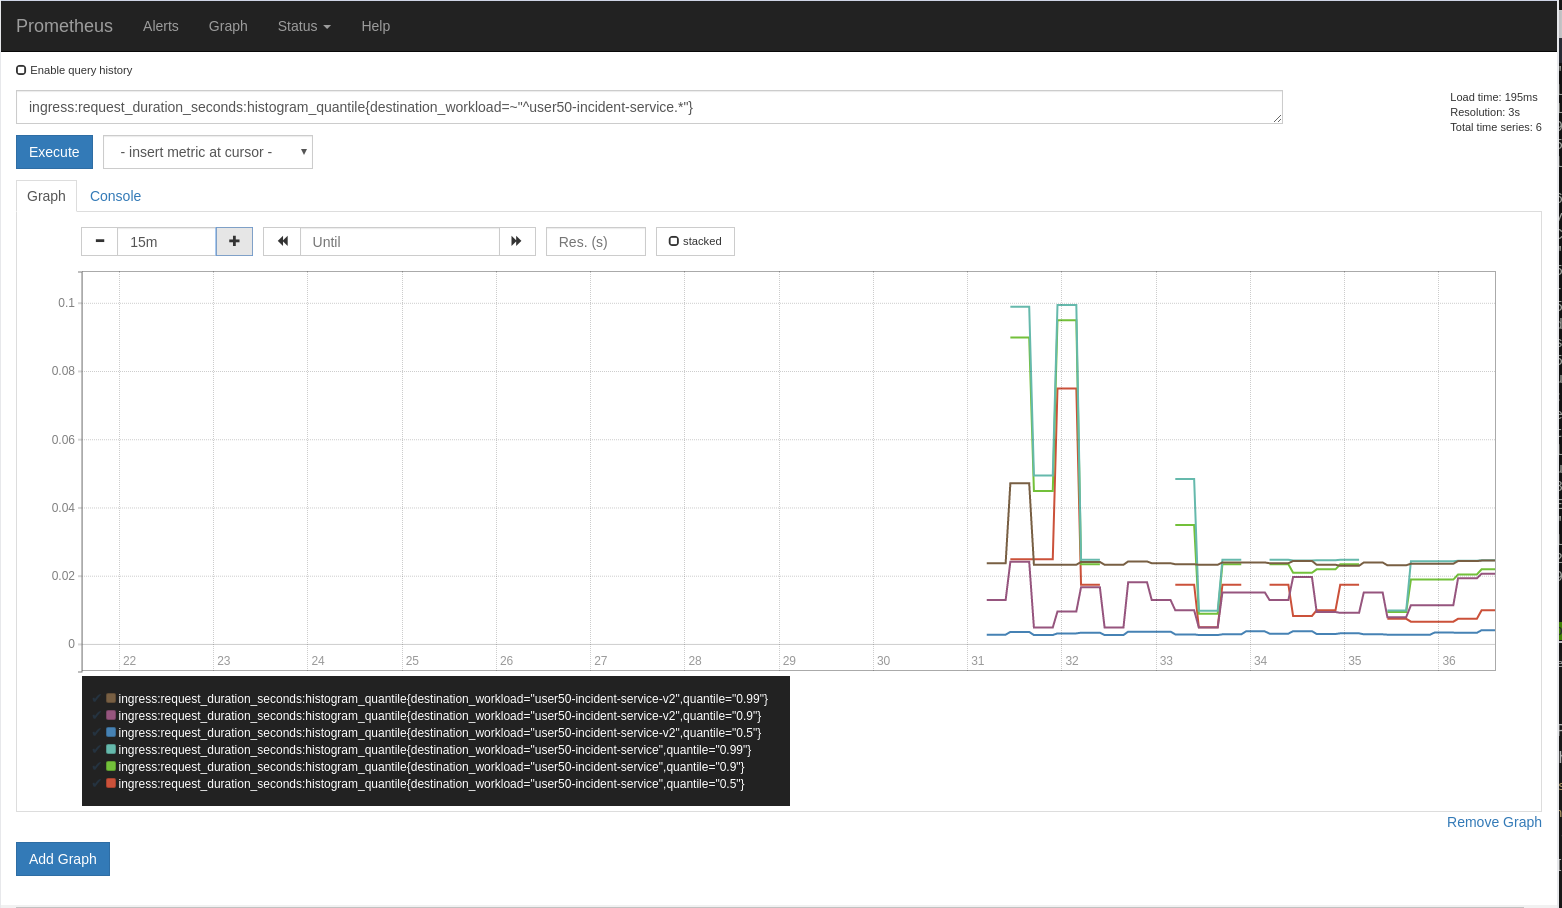 Prometheus Alerts Graph Status Help
Enable query history
ingress:request_duration_seconds:histogram_quantile{destination_workload=~"^user50-incident-service.*"}
Load time: 195ms
Resolution: 3s
Total time series: 6
Execute - insert metric at cursor -
Graph Console
15m Until Res. (s) stacked
0.1
0.08
0.06
0.04
0.02
0
22 23 24 25 26 27 28 29 30 31 32 33 34 35 36
ingress:request_duration_seconds:histogram_quantile{destination_workload="user50-incident-service-v2",quantile="0.99"}
ingress:request_duration_seconds:histogram_quantile{destination_workload="user50-incident-service-v2",quantile="0.9"}
ingress:request_duration_seconds:histogram_quantile{destination_workload="user50-incident-service-v2",quantile="0.5"}
ingress:request_duration_seconds:histogram_quantile{destination_workload="user50-incident-service",quantile="0.99"}
ingress:request_duration_seconds:histogram_quantile{destination_workload="user50-incident-service",quantile="0.9"}
ingress:request_duration_seconds:histogram_quantile{destination_workload="user50-incident-service",quantile="0.5"}
Remove Graph
Add Graph